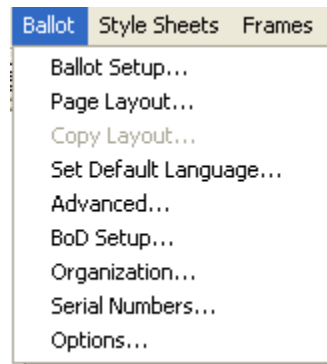 Ballot Style Sheets Frames
Ballot Setup...
Page Layout...
Copy Layout...
Set Default Language...
Advanced...
BoD Setup...
Organization...
Serial Numbers...
Options...